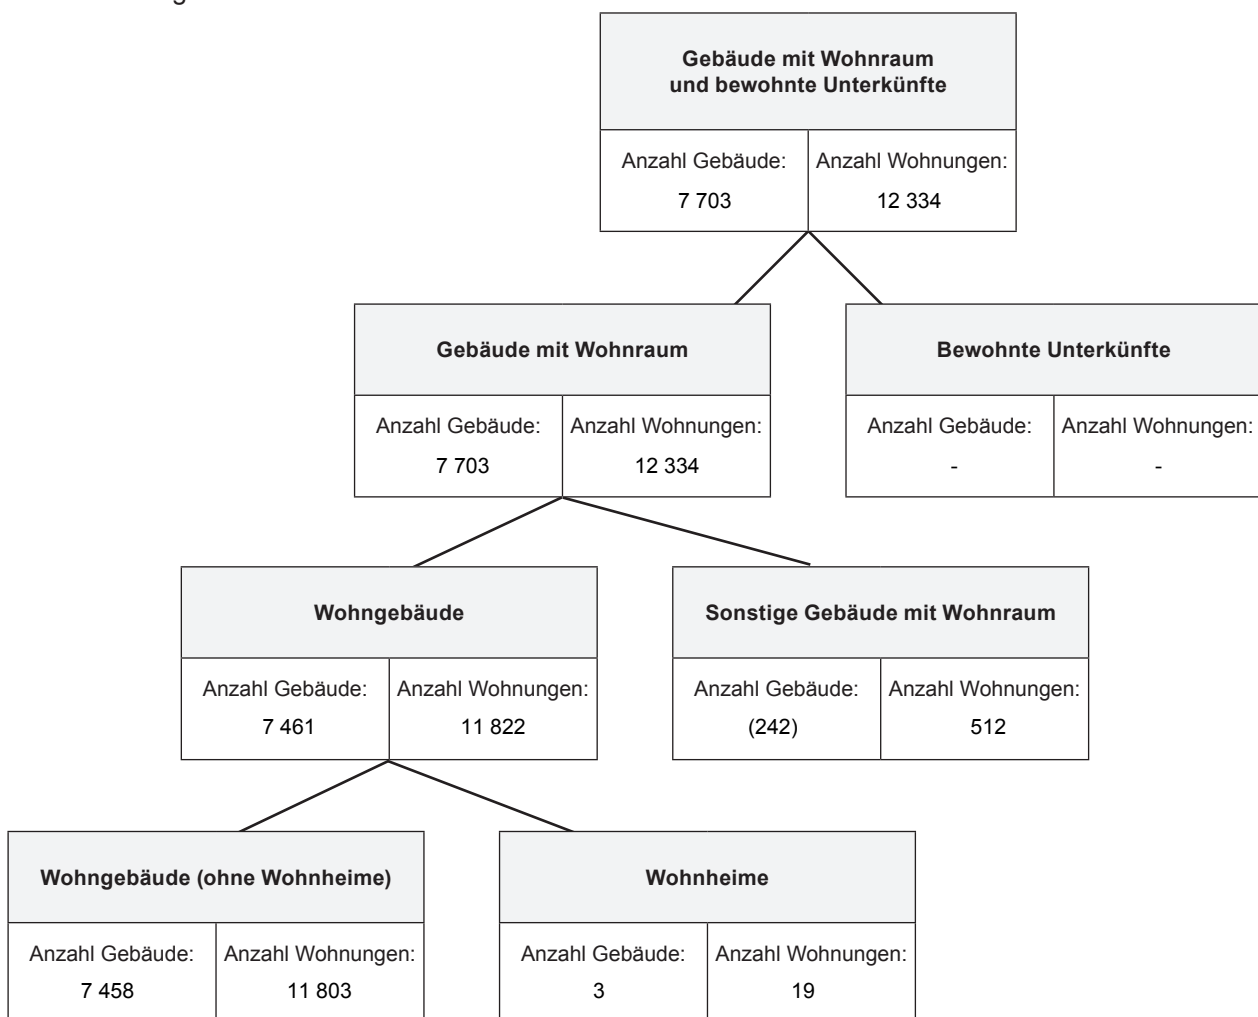 Gebäude mit Wohnraum
und bewohnte Unterkünfte
Anzahl Gebäude:
7 703
Anzahl Wohnungen:
12 334
Gebäude mit Wohnraum
Anzahl Gebäude:
7 703
Anzahl Wohnungen:
12 334
Bewohnte Unterkünfte
Anzahl Gebäude:
-
Anzahl Wohnungen:
-
Wohngebäude
Anzahl Gebäude:
7 461
Anzahl Wohnungen:
11 822
Sonstige Gebäude mit Wohnraum
Anzahl Gebäude:
(242)
Anzahl Wohnungen:
512
Wohngebäude (ohne Wohnheime)
Anzahl Gebäude:
7 458
Anzahl Wohnungen:
11 803
Wohnheime
Anzahl Gebäude:
3
Anzahl Wohnungen:
19